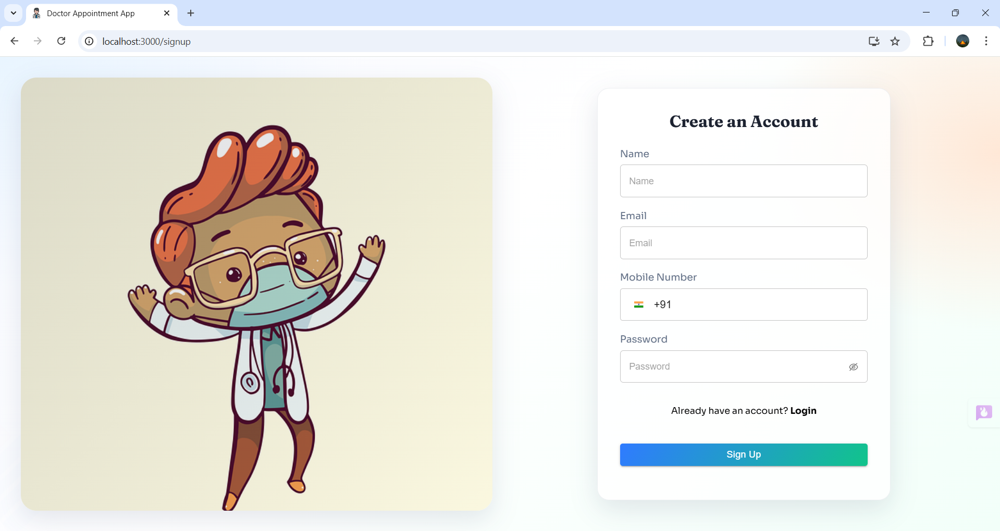 Doctor Appointment App
localhost:3000/signup
Create an Account
Name
Name
Email
Email
Mobile Number
+91
Password
Password
Already have an account? Login
Sign Up